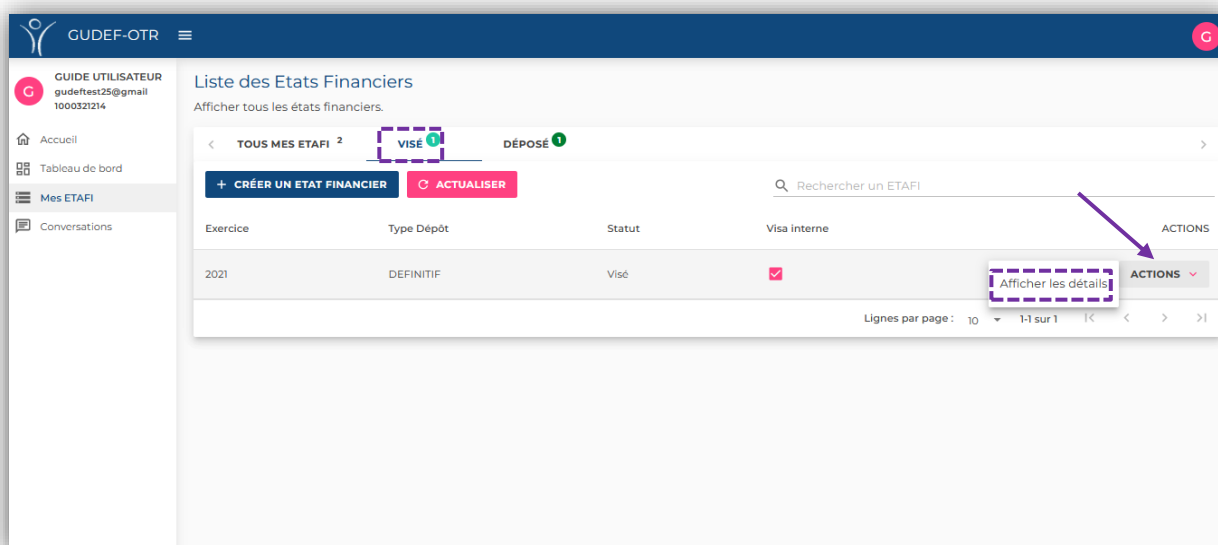 GUDEF-OTR
G
G
GUIDE UTILISATEUR
gudeftest25@gmail
1000321214
Accueil
Tableau de bord
Mes ETAFI
Conversations
Liste des Etats Financiers
Afficher tous les états financiers.
TOUS MES ETAFI 2 VISÉ 1 DÉPOSÉ 1
+ CRÉER UN ETAT FINANCIER ACTUALISER Rechercher un ETAFI
Exercice Type Dépôt Statut Visa interne ACTIONS
2021 DEFINITIF Visé Afficher les détails ACTIONS
Lignes par page : 10 1-1 sur 1